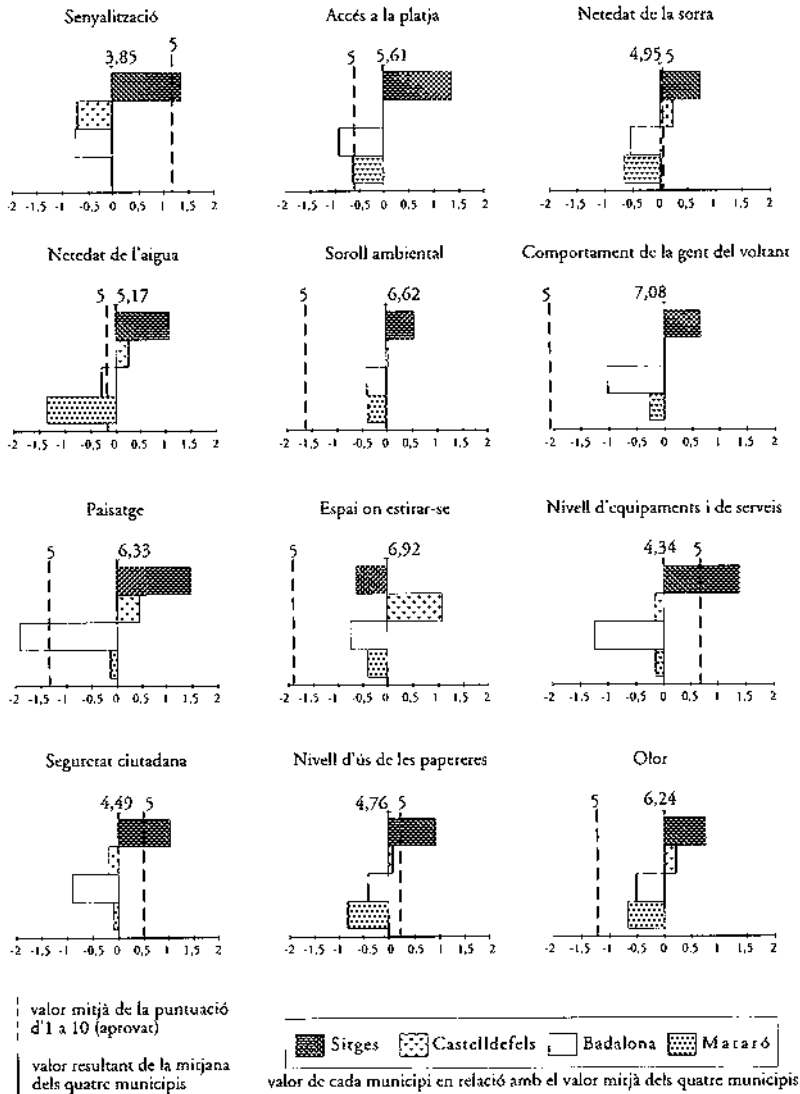 Senyalització
5
3,85
-2 -1,5 -1 -0,5 0 0,5 1 1,5 2
Accés a la platja
5 5,61
-2 -1,5 -1 -0,5 0 0,5 1 1,5 2
Netedat de la sorra
4,95 5
-2 -1,5 -1 -0,5 0 0,5 1 1,5 2
Netedat de l'aigua
5 5,17
-2 -1,5 -1 -0,5 0 0,5 1 1,5 2
Soroll ambiental
5 6,62
-2 -1,5 -1 -0,5 0 0,5 1 1,5 2
Comportament de la gent del voltant
5 7,08
-2 -1,5 -1 -0,5 0 0,5 1 1,5 2
Paisatge
5 6,33
-2 -1,5 -1 -0,5 0 0,5 1 1,5 2
Espai on estirar-se
5 6,92
-2 -1,5 -1 -0,5 0 0,5 1 1,5 2
Nivell d'equipaments i de serveis
4,34 5
-2 -1,5 -1 -0,5 0 0,5 1 1,5 2
Seguretat ciutadana
4,49 5
-2 -1,5 -1 -0,5 0 0,5 1 1,5 2
Nivell d'ús de les papereres
4,76 5
-2 -1,5 -1 -0,5 0 0,5 1 1,5 2
Olor
5 6,24
-2 -1,5 -1 -0,5 0 0,5 1 1,5 2
valor mitjà de la puntuació
d'1 a 10 (aprovat)
valor resultant de la mitjana
dels quatre municipis
Sitges Castelldefels Badalona Mataró
valor de cada municipi en relació amb el valor mitjà dels quatre municipis